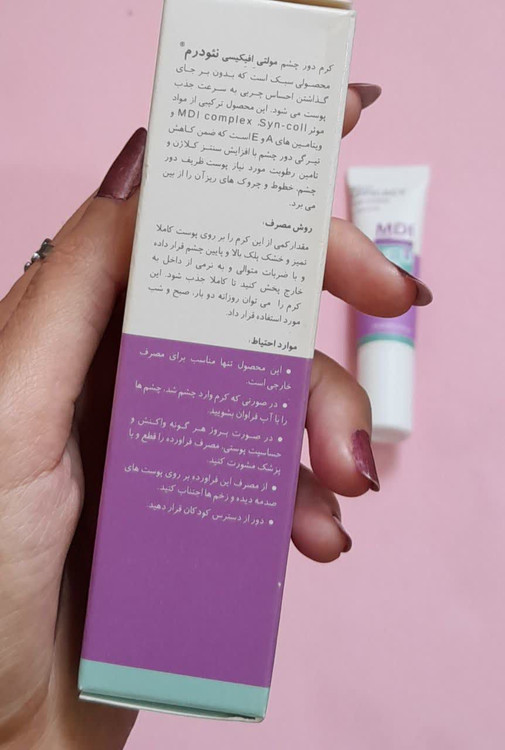 کرم دور چشم مولتی افیکیسی نئودرم®
محصولی سبک است که بدون بر جای
گذاشتن احساس چربی به سرعت جذب
پوست می شود. این محصول ترکیبی از مواد
موثر MDI complex ,Syn-coll و
ویتامین های A و E است که ضمن کاهش
تیرگی دور چشم با افزایش سنتز کلاژن و
تامین رطوبت مورد نیاز پوست ظریف دور
چشم، خطوط و چروک های ریز آن را از بین
می برد.
روش مصرف:
مقدار کمی از این کرم را بر روی پوست کاملا
تمیز و خشک پلک بالا و پایین چشم قرار داده
و با ضربات متوالی و به نرمی از داخل به
خارج پخش کنید تا کاملا جذب شود. این
کرم را می توان روزانه دو بار، صبح و شب
مورد استفاده قرار داد.
موارد احتیاط:
• این محصول تنها مناسب برای مصرف
خارجی است.
• در صورتی که کرم وارد چشم شد، چشم ها
را با آب فراوان بشویید.
• در صورت بروز هر گونه واکنش و
حساسیت پوستی، مصرف فراورده را قطع و با
پزشک مشورت کنید.
• از مصرف این فراورده بر روی پوست های
صدمه دیده و زخم ها اجتناب کنید.
• دور از دسترس کودکان قرار دهید.
MDI